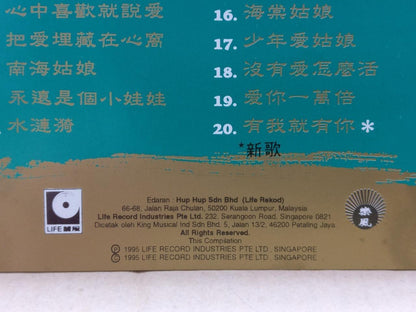 心中喜歡就說愛
把愛埋藏在心窩
南海姑娘
永還是個小娃娃
水漣漪
16. 海棠姑娘
17. 少年愛姑娘
18. 沒有愛怎麼活
19. 愛你一萬倍
20. 有我就有你*
*新歌
LIFE 麗風
Edaran : Hup Hup Sdn Bhd (Life Rekod)
66-68, Jalan Raja Chulan, 50200 Kuala Lumpur, Malaysia
Life Record Industries Pte Ltd. 232, Serangoon Road, Singapore 0821
Dicetak oleh King Musical Ind Sdn Bhd. 5, Jalan 13/2, 46200 Petaling Jaya.
All Rights Reserved.
This Compilation
Ⓟ 1995 LIFE RECORD INDUSTRIES PTE LTD., SINGAPORE
© 1995 LIFE RECORD INDUSTRIES PTE LTD., SINGAPORE
樂風